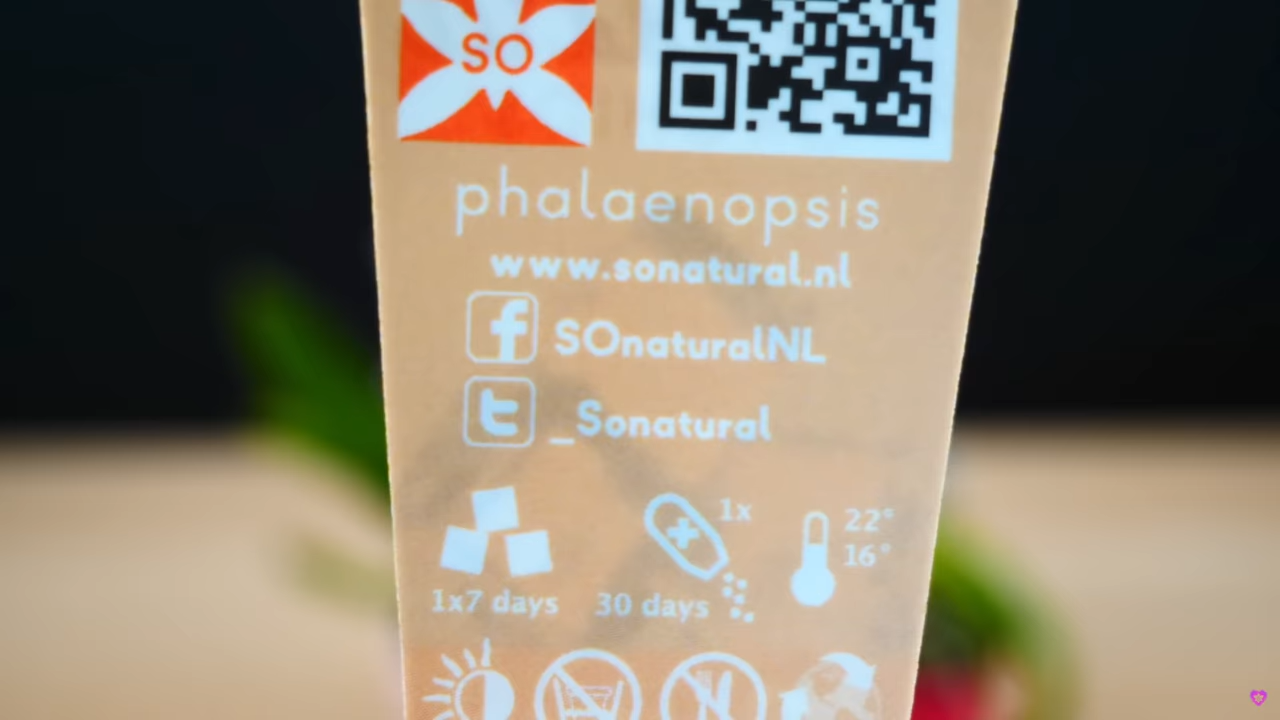 SO
phalaenopsis
www.sonatural.nl
SOnaturalNL
_Sonatural
1x
22°
16°
1x7 days
30 days